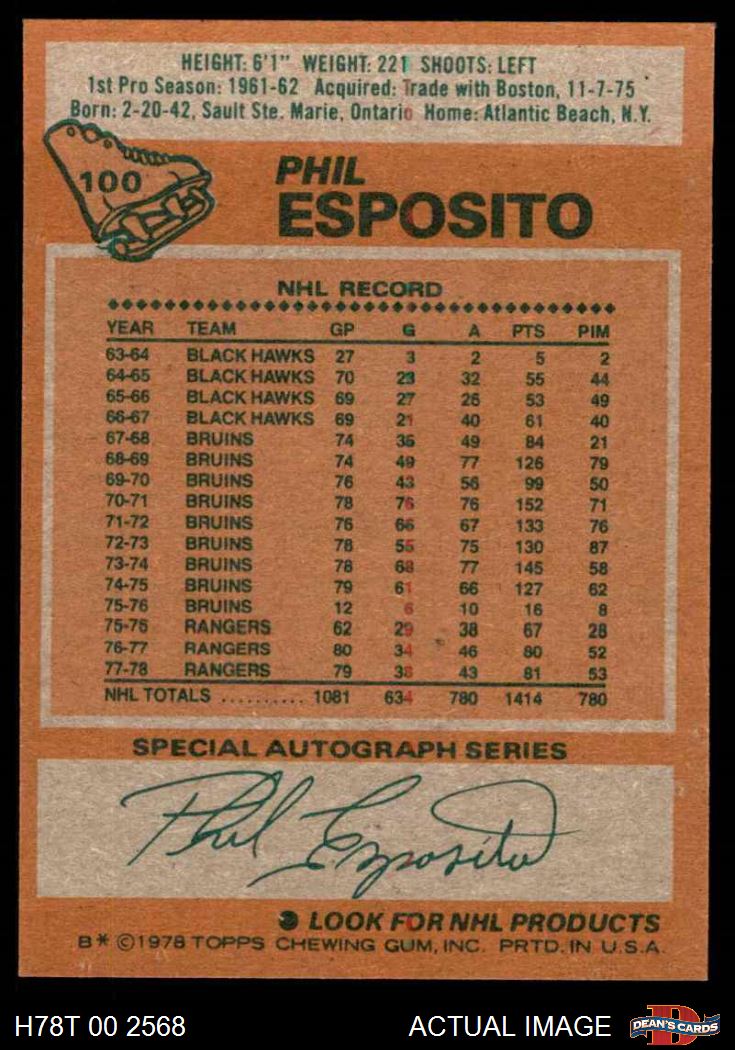 HEIGHT: 6'1" WEIGHT: 221 SHOOTS: LEFT
1st Pro Season: 1961-62 Acquired: Trade with Boston, 11-7-75
Born: 2-20-42, Sault Ste. Marie, Ontario Home: Atlantic Beach, N.Y.
100
PHIL
ESPOSITO
NHL RECORD
YEAR TEAM GP G A PTS PIM
63-64 BLACK HAWKS 27 3 2 5 2
64-65 BLACK HAWKS 70 23 32 55 44
65-66 BLACK HAWKS 69 27 26 53 49
66-67 BLACK HAWKS 69 21 40 61 40
67-68 BRUINS 74 35 49 84 21
68-69 BRUINS 74 49 77 126 79
69-70 BRUINS 76 43 56 99 50
70-71 BRUINS 78 76 76 152 71
71-72 BRUINS 76 66 67 133 76
72-73 BRUINS 78 55 75 130 87
73-74 BRUINS 78 68 77 145 58
74-75 BRUINS 79 61 66 127 62
75-76 BRUINS 12 6 10 16 8
75-76 RANGERS 62 29 38 67 28
76-77 RANGERS 80 34 46 80 52
77-78 RANGERS 79 38 43 81 53
NHL TOTALS .......... 1081 634 780 1414 780
SPECIAL AUTOGRAPH SERIES
Phil Esposito
LOOK FOR NHL PRODUCTS
B* ©1978 TOPPS CHEWING GUM, INC. PRTD. IN U.S.A.
H78T 00 2568 ACTUAL IMAGE D DEAN'S CARDS